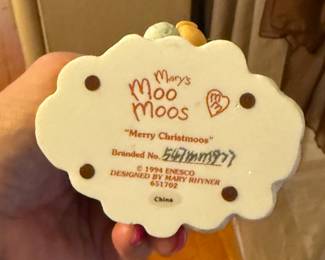 Mary's
Moo
Moos
m m
"Merry Christmoos"
Branded No.
© 1994 ENESCO
DESIGNED BY MARY RHYNER
651702
China